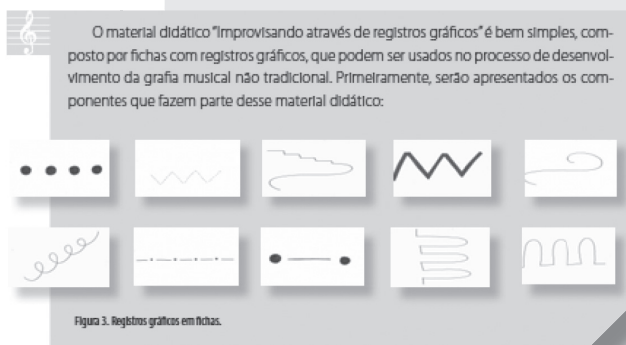 O material didático "Improvisando através de registros gráficos" é bem simples, com-
posto por fichas com registros gráficos, que podem ser usados no processo de desenvol-
vimento da grafia musical não tradicional. Primeiramente, serão apresentados os com-
ponentes que fazem parte desse material didático:
Figura 3. Registros gráficos em fichas.